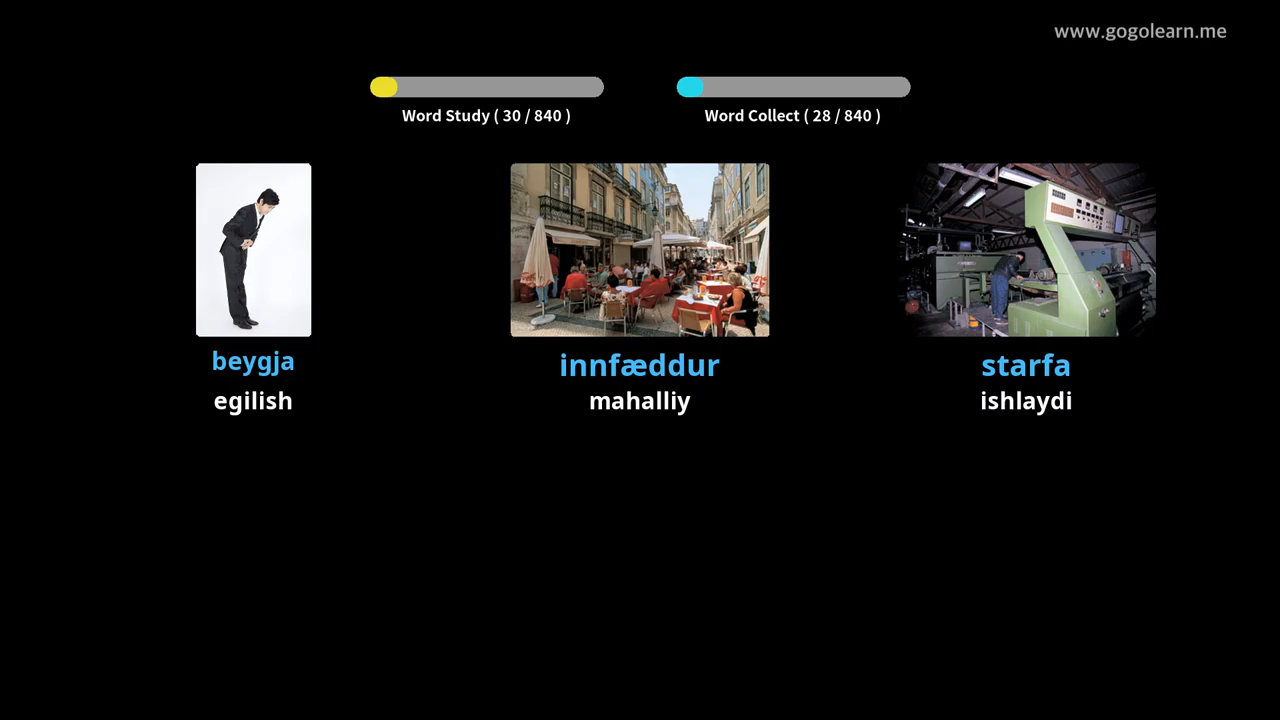 www.gogolearn.me
Word Study ( 30 / 840 )
Word Collect ( 28 / 840 )
beygja
egilish
innfæddur
mahalliy
starfa
ishlaydi